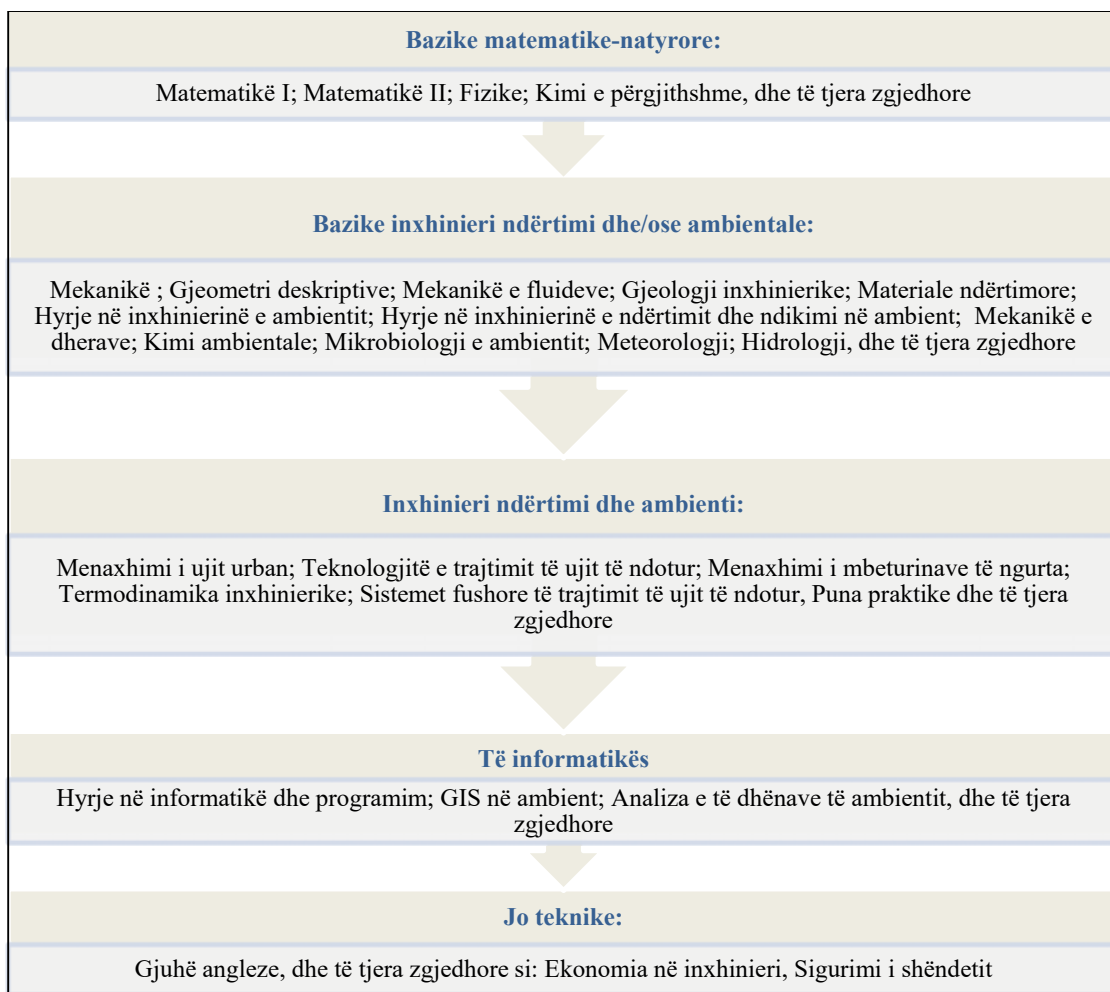 Bazike matematike-natyrore:
Matematikë I; Matematikë II; Fizike; Kimi e përgjithshme, dhe të tjera zgjedhore
Bazike inxhinieri ndërtimi dhe/ose ambientale:
Mekanikë ; Gjeometri deskriptive; Mekanikë e fluideve; Gjeologji inxhinierike; Materiale ndërtimore;
Hyrje në inxhinierinë e ambientit; Hyrje në inxhinierinë e ndërtimit dhe ndikimi në ambient; Mekanikë e
dherave; Kimi ambientale; Mikrobiologji e ambientit; Meteorologji; Hidrologji, dhe të tjera zgjedhore
Inxhinieri ndërtimi dhe ambienti:
Menaxhimi i ujit urban; Teknologjitë e trajtimit të ujit të ndotur; Menaxhimi i mbeturinave të ngurta;
Termodinamika inxhinierike; Sistemet fushore të trajtimit të ujit të ndotur, Puna praktike dhe të tjera
zgjedhore
Të informatikës
Hyrje në informatikë dhe programim; GIS në ambient; Analiza e të dhënave të ambientit, dhe të tjera
zgjedhore
Jo teknike:
Gjuhë angleze, dhe të tjera zgjedhore si: Ekonomia në inxhinieri, Sigurimi i shëndetit